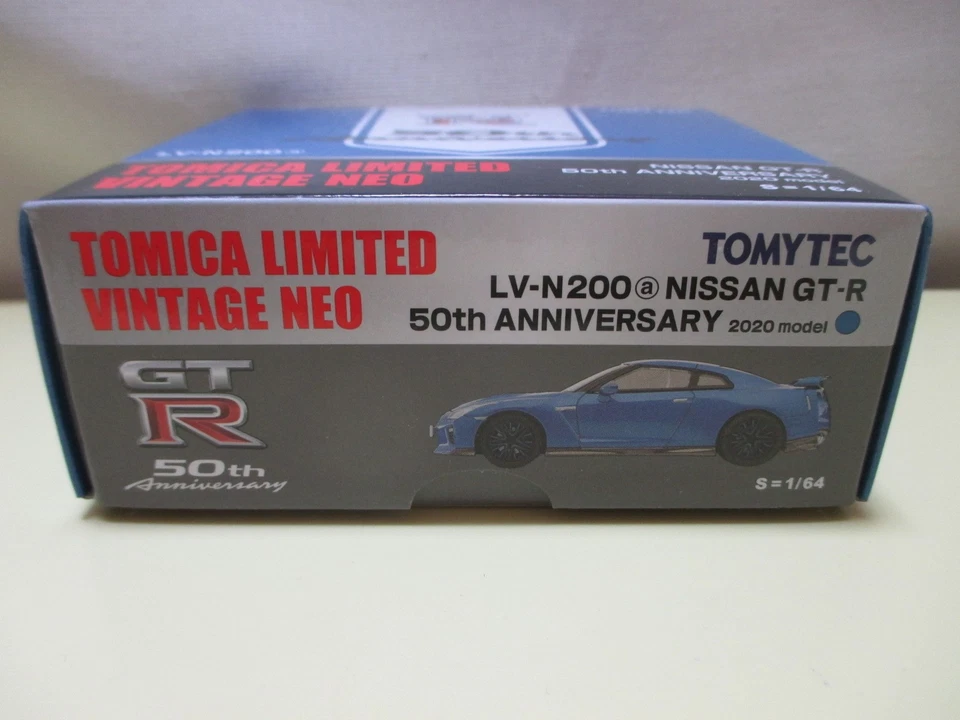 LV-N200ⓐ
TOMICA LIMITED
VINTAGE NEO
NISSAN GT-R
50th ANNIVERSARY
2020 model
S=1/64
TOMICA LIMITED
VINTAGE NEO
TOMYTEC
LV-N200ⓐ NISSAN GT-R
50th ANNIVERSARY 2020 model
GT
R
50th
Anniversary
S=1/64